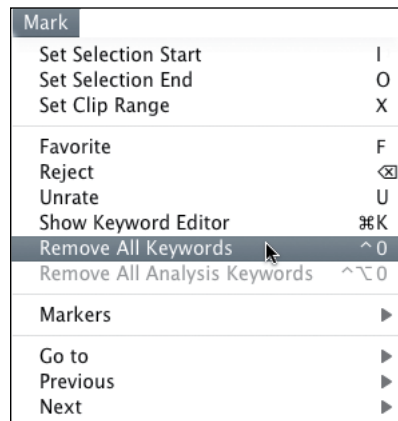 Mark
Set Selection Start I
Set Selection End O
Set Clip Range X
Favorite F
Reject ⌫
Unrate U
Show Keyword Editor ⌘K
Remove All Keywords ^0
Remove All Analysis Keywords ^⌥0
Markers ▶
Go to ▶
Previous ▶
Next ▶